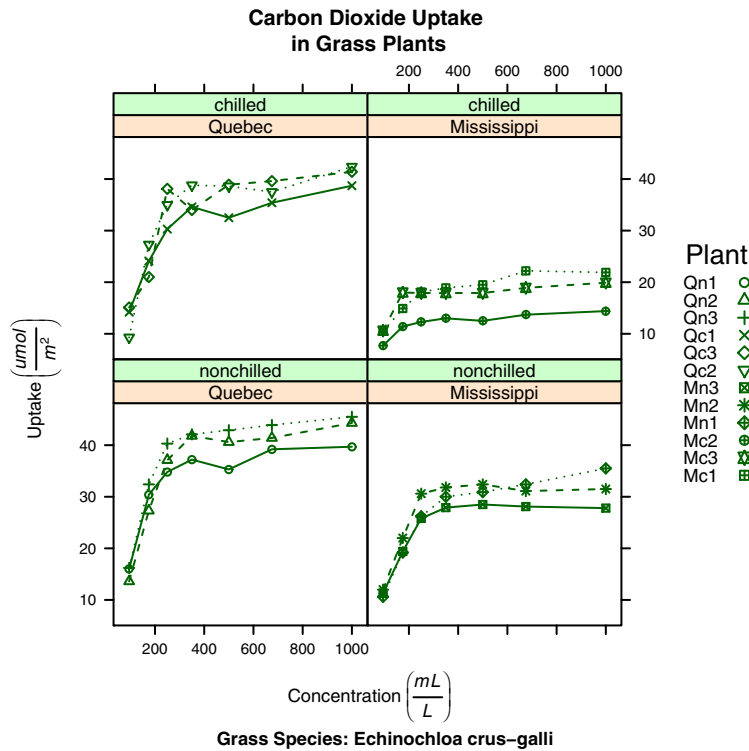 Carbon Dioxide Uptake
in Grass Plants
200 400 600 800 1000
chilled chilled
Quebec Mississippi
40
30
20
10
nonchilled nonchilled
Quebec Mississippi
40
30
20
10
200 400 600 800 1000
Uptake (umol/m²)
Concentration (mL/L)
Grass Species: Echinochloa crus−galli
Plant
Qn1
Qn2
Qn3
Qc1
Qc3
Qc2
Mn3
Mn2
Mn1
Mc2
Mc3
Mc1